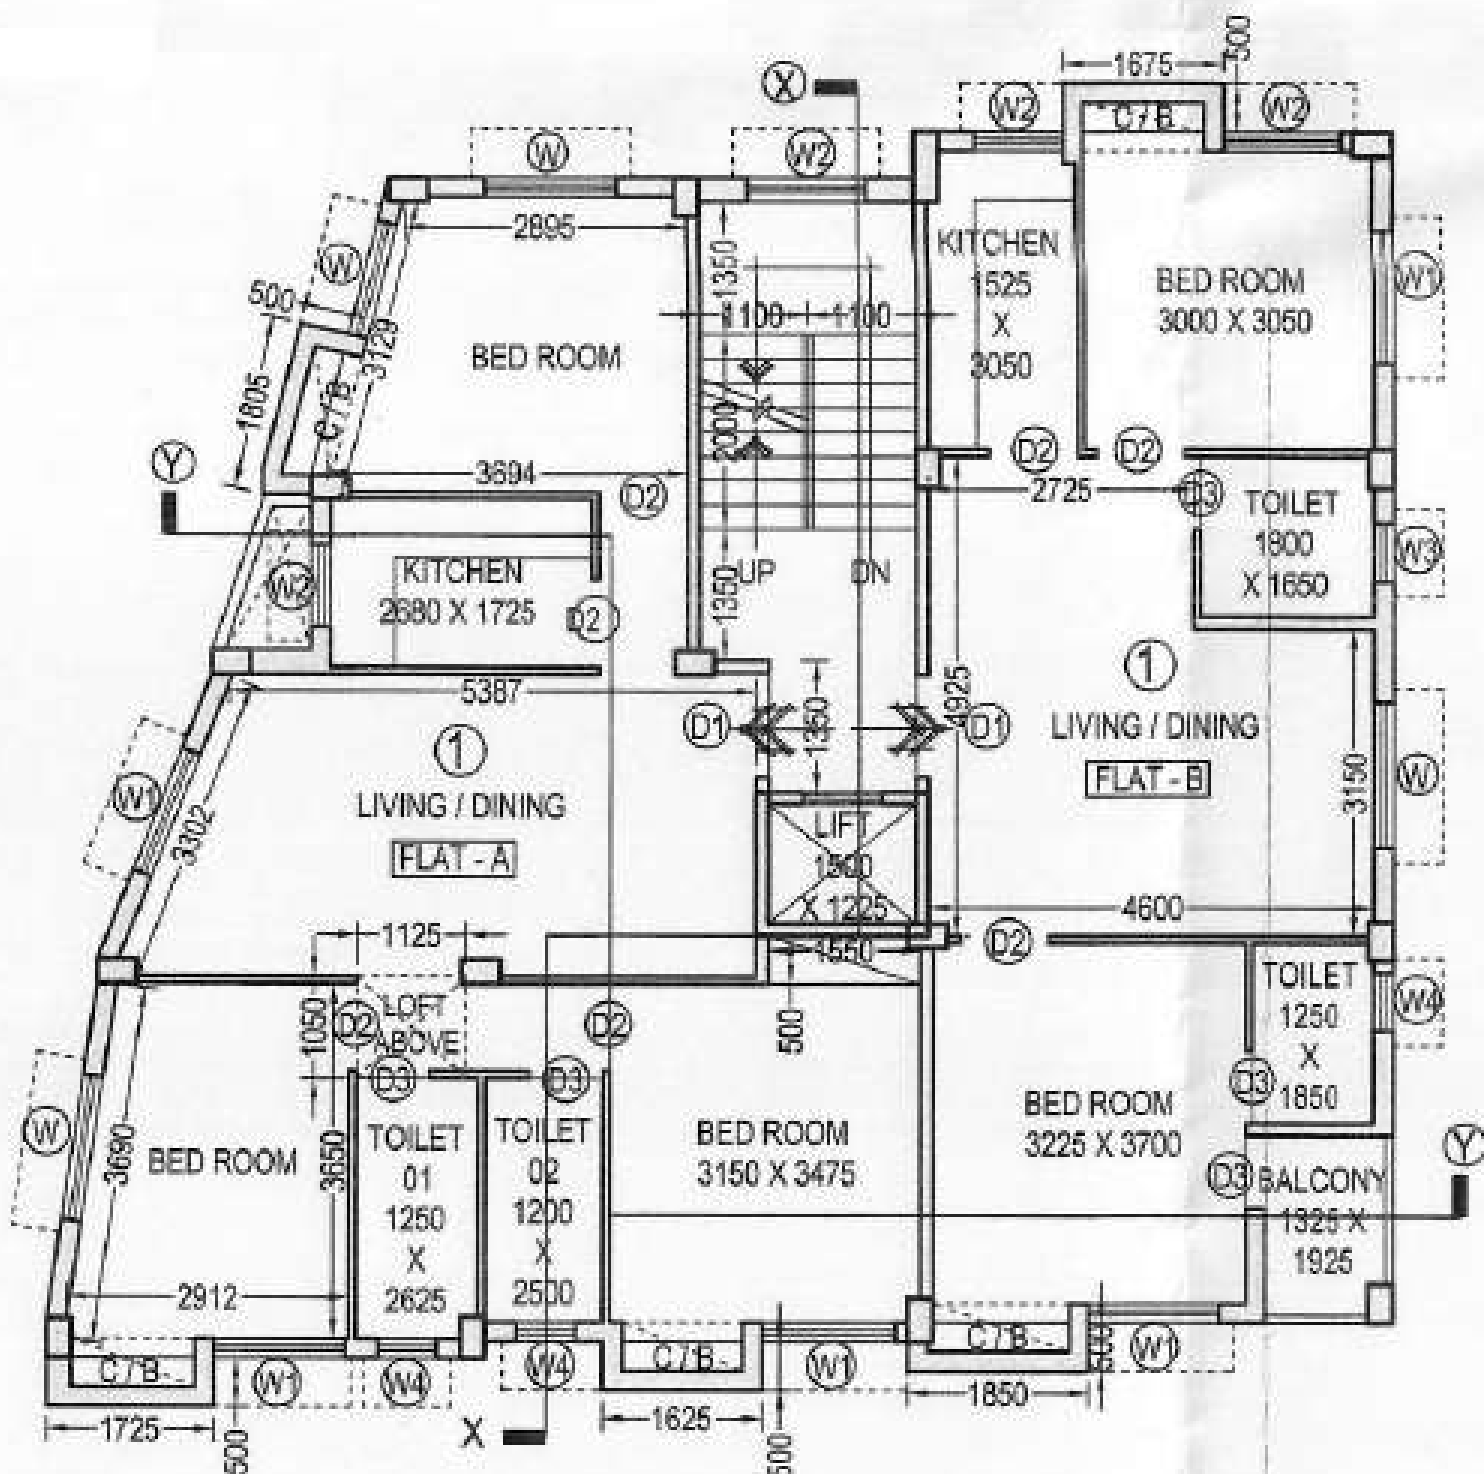 1675
500
X
W2
C / B
W2
W
W2
2895
1350
KITCHEN
1525
X
3050
BED ROOM
3000 X 3050
W1
W
500
1100
1100
3129
BED ROOM
1805
C / B
2000
Y
3694
D2
D2
D2
2725
D3
TOILET
1800
X 1650
W3
KITCHEN
2680 X 1725
W2
D2
1350
UP
DN
5387
1
LIVING / DINING
FLAT - A
D1
1350
D1
4925
1
LIVING / DINING
FLAT - B
3150
W
W1
3302
LIFT
1500
X 1225
4600
1125
1550
D2
TOILET
1250
X
1850
W4
1050
D2
LOFT
ABOVE
D2
500
D3
D3
D3
W
3690
BED ROOM
3650
TOILET
01
1250
X
2625
TOILET
02
1200
X
2500
BED ROOM
3150 X 3475
BED ROOM
3225 X 3700
Y
D3
BALCONY
1325 X
1925
2912
C / B
W1
W4
W4
C / B
W1
C / B
500
W1
1725
500
X
1625
500
1850